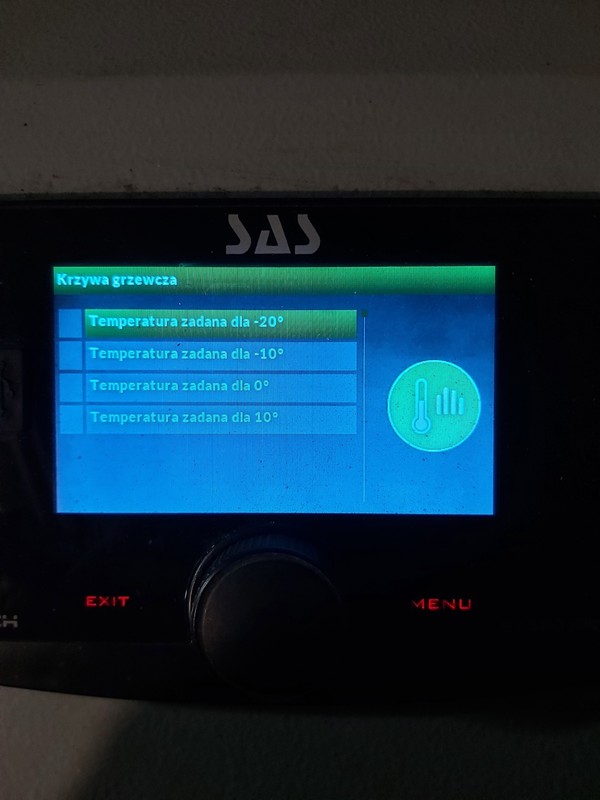 SAS
Krzywa grzewcza
Temperatura zadana dla -20°
Temperatura zadana dla -10°
Temperatura zadana dla 0°
Temperatura zadana dla 10°
EXIT
MENU